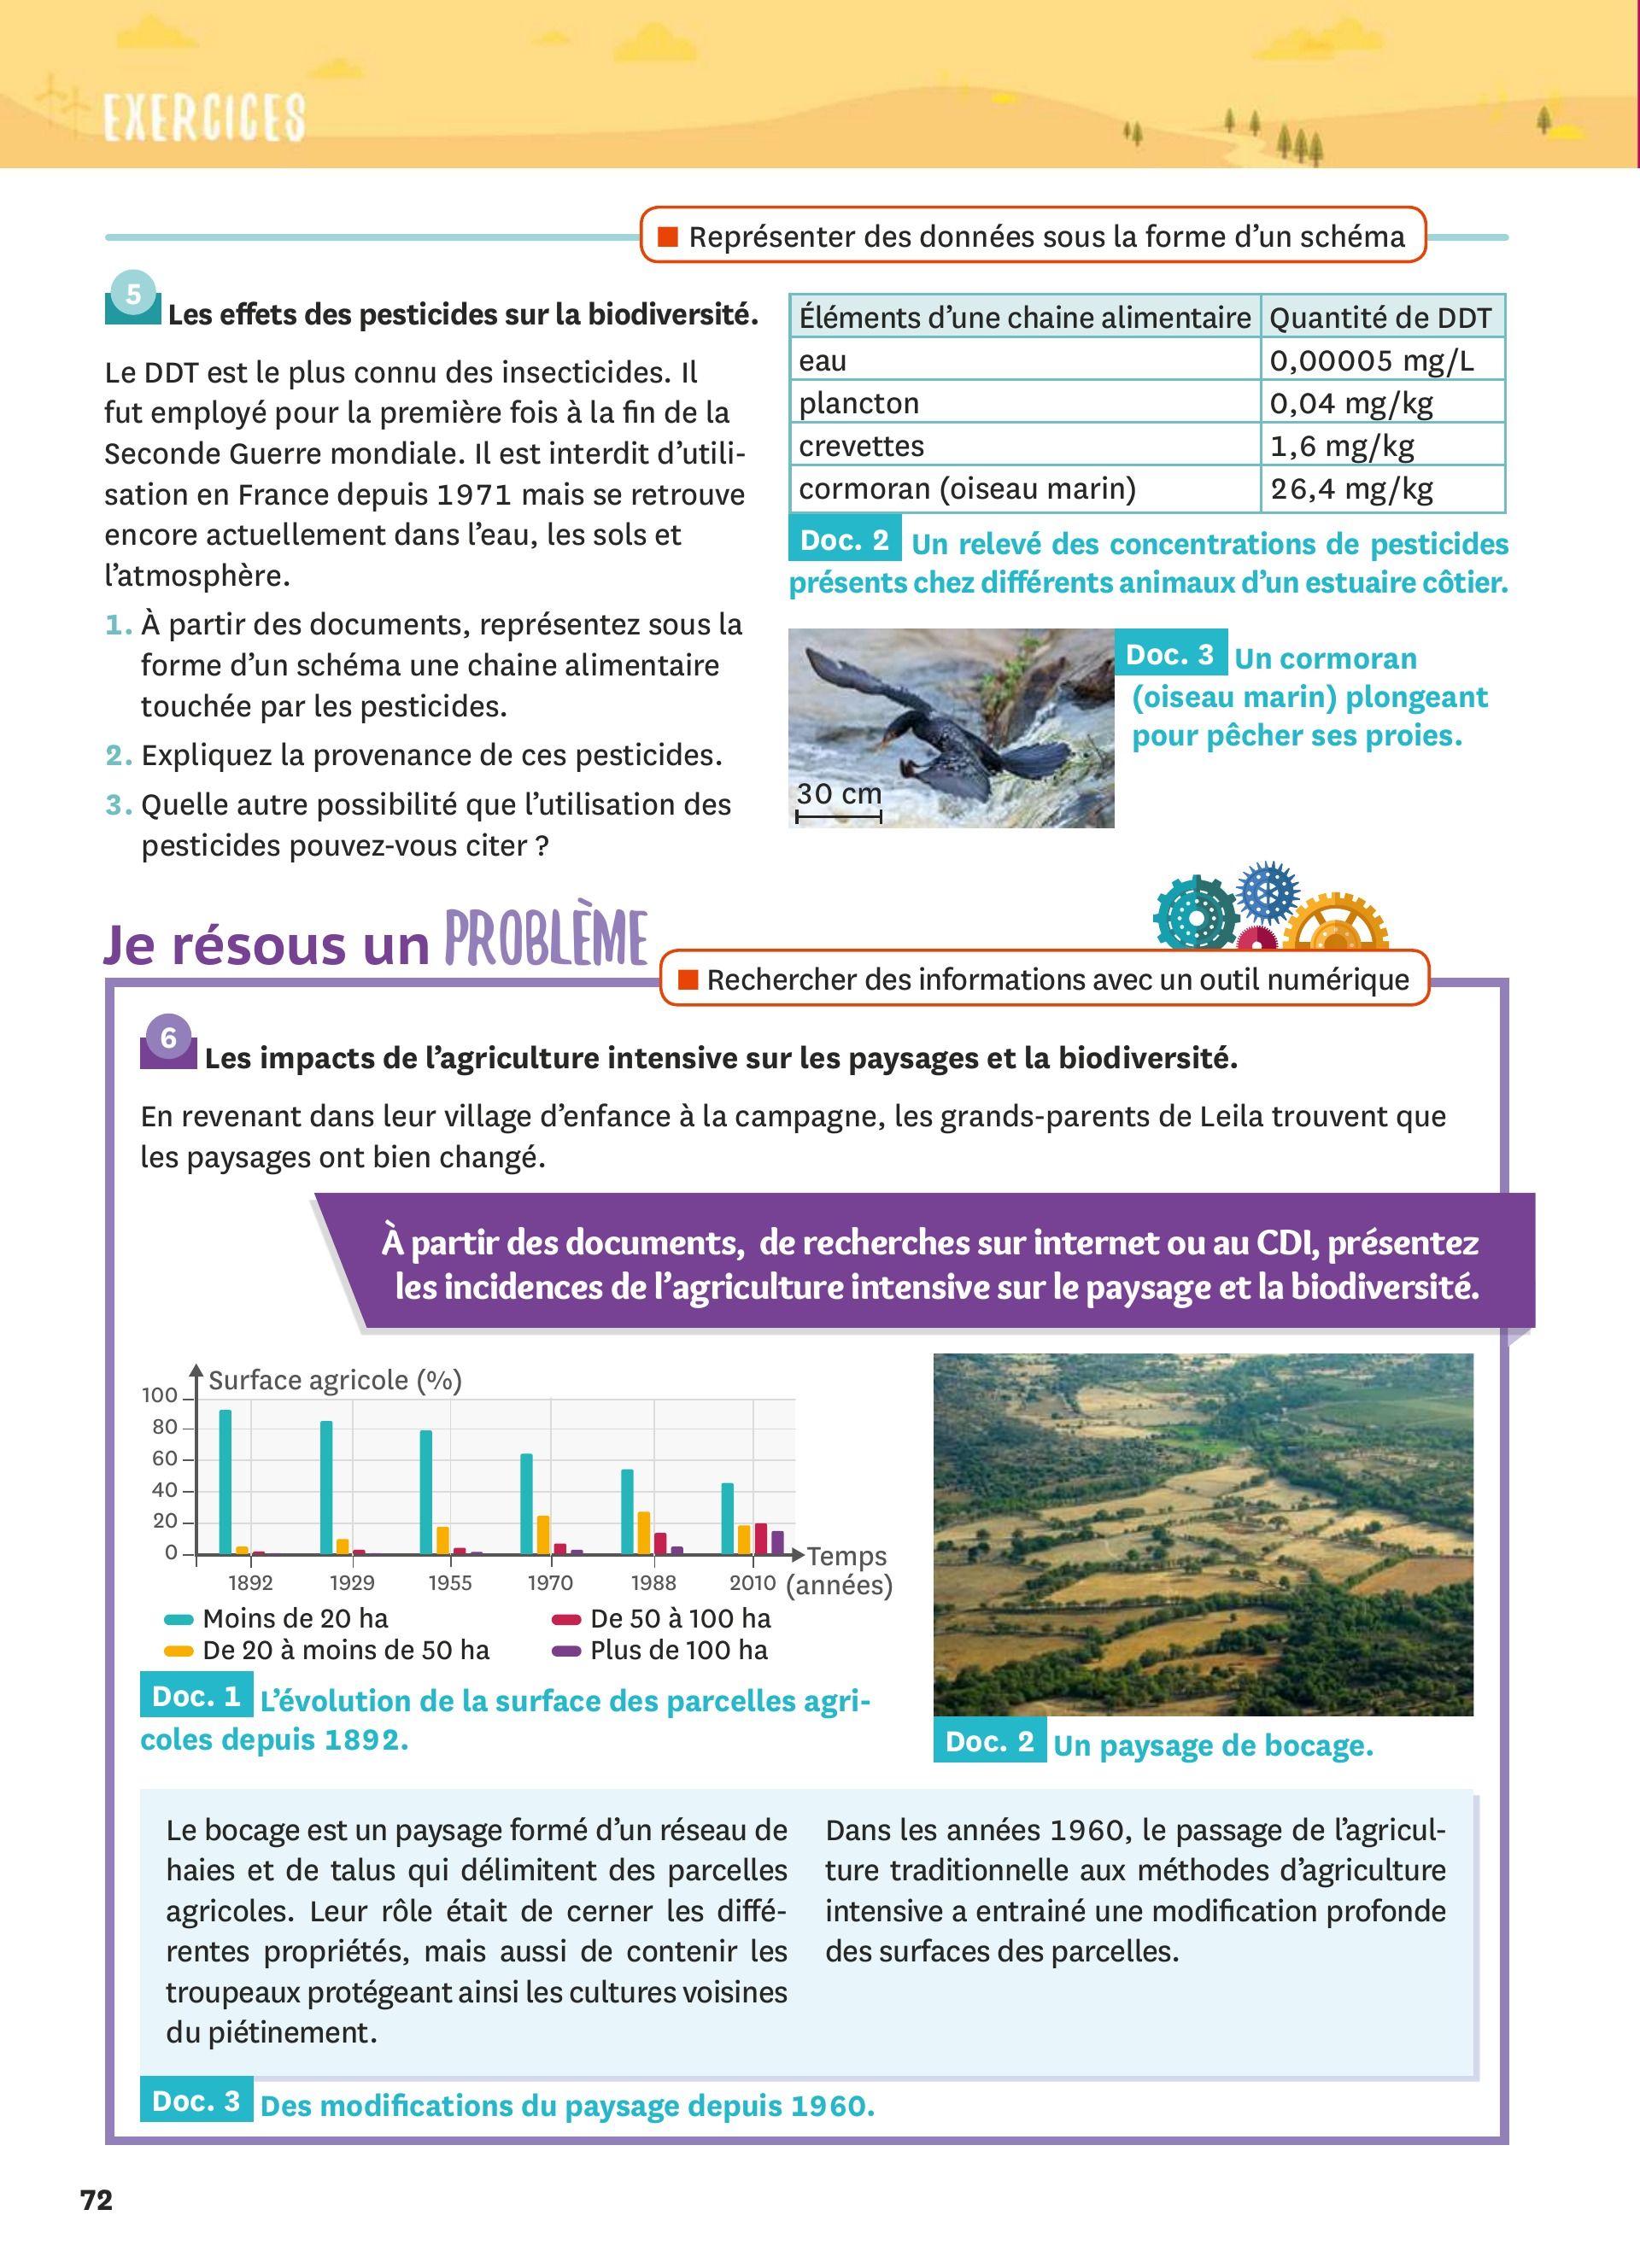 EXERCICES
■ Représenter des données sous la forme d'un schéma
5 Les effets des pesticides sur la biodiversité.
Le DDT est le plus connu des insecticides. Il
fut employé pour la première fois à la fin de la
Seconde Guerre mondiale. Il est interdit d'utili-
sation en France depuis 1971 mais se retrouve
encore actuellement dans l'eau, les sols et
l'atmosphère.
1. À partir des documents, représentez sous la
forme d'un schéma une chaine alimentaire
touchée par les pesticides.
2. Expliquez la provenance de ces pesticides.
3. Quelle autre possibilité que l'utilisation des
pesticides pouvez-vous citer ?
Éléments d'une chaine alimentaire Quantité de DDT
eau 0,00005 mg/L
plancton 0,04 mg/kg
crevettes 1,6 mg/kg
cormoran (oiseau marin) 26,4 mg/kg
Doc. 2 Un relevé des concentrations de pesticides
présents chez différents animaux d'un estuaire côtier.
30 cm
Doc. 3 Un cormoran
(oiseau marin) plongeant
pour pêcher ses proies.
Je résous un PROBLÈME
■ Rechercher des informations avec un outil numérique
6 Les impacts de l'agriculture intensive sur les paysages et la biodiversité.
En revenant dans leur village d'enfance à la campagne, les grands-parents de Leila trouvent que
les paysages ont bien changé.
À partir des documents, de recherches sur internet ou au CDI, présentez
les incidences de l'agriculture intensive sur le paysage et la biodiversité.
Surface agricole (%)
100
80
60
40
20
0
Temps
(années)
1892 1929 1955 1970 1988 2010
Moins de 20 ha
De 50 à 100 ha
De 20 à moins de 50 ha
Plus de 100 ha
Doc. 1 L'évolution de la surface des parcelles agri-
coles depuis 1892.
Doc. 2 Un paysage de bocage.
Le bocage est un paysage formé d'un réseau de
haies et de talus qui délimitent des parcelles
agricoles. Leur rôle était de cerner les diffé-
rentes propriétés, mais aussi de contenir les
troupeaux protégeant ainsi les cultures voisines
du piétinement.
Dans les années 1960, le passage de l'agricul-
ture traditionnelle aux méthodes d'agriculture
intensive a entrainé une modification profonde
des surfaces des parcelles.
Doc. 3 Des modifications du paysage depuis 1960.
72